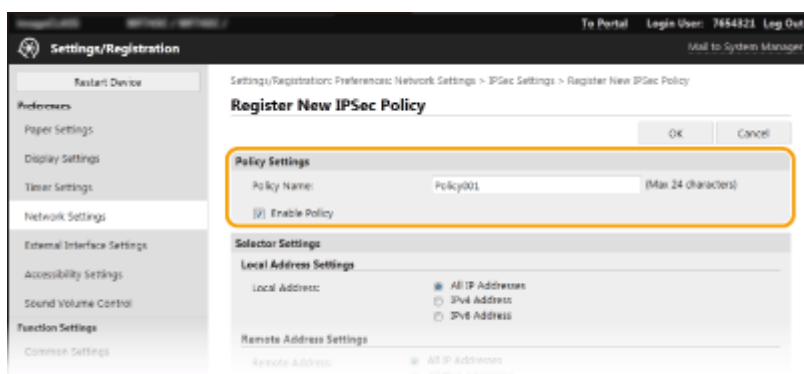 To Portal Login User: 7654321 Log Out
Settings/Registration
Mail to System Manager
Restart Device
Settings/Registration: Preferences: Network Settings > IPSec Settings > Register New IPSec Policy
Preferences
Register New IPSec Policy
Paper Settings
OK Cancel
Display Settings
Policy Settings
Timer Settings
Policy Name: Policy001 (Max 24 characters)
Network Settings
Enable Policy
External Interface Settings
Selector Settings
Local Address Settings
Accessibility Settings
Local Address: All IP Addresses
IPv4 Address
Sound Volume Control
IPv6 Address
Function Settings
Remote Address Settings
Common Settings
Remote Address: All IP Addresses